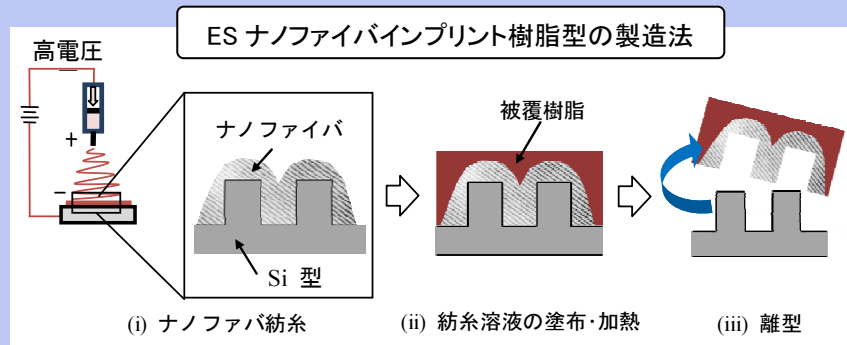 ES ナノファイバインプリント樹脂型の製造法
高電圧
+
−
ナノファイバ
Si 型
被覆樹脂
(i) ナノファバ紡糸
(ii) 紡糸溶液の塗布・加熱
(iii) 離型